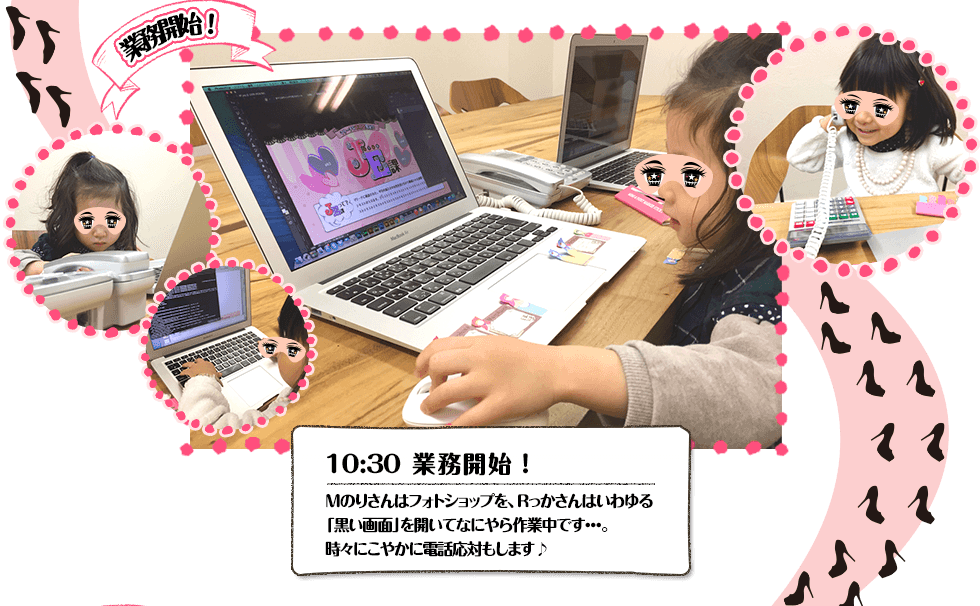 業務開始!
10:30 業務開始!
Mのりさんはフォトショップを、Rっかさんはいわゆる
「黒い画面」を開いてなにやら作業中です・・・。
時々にこやかに電話応対もします♪